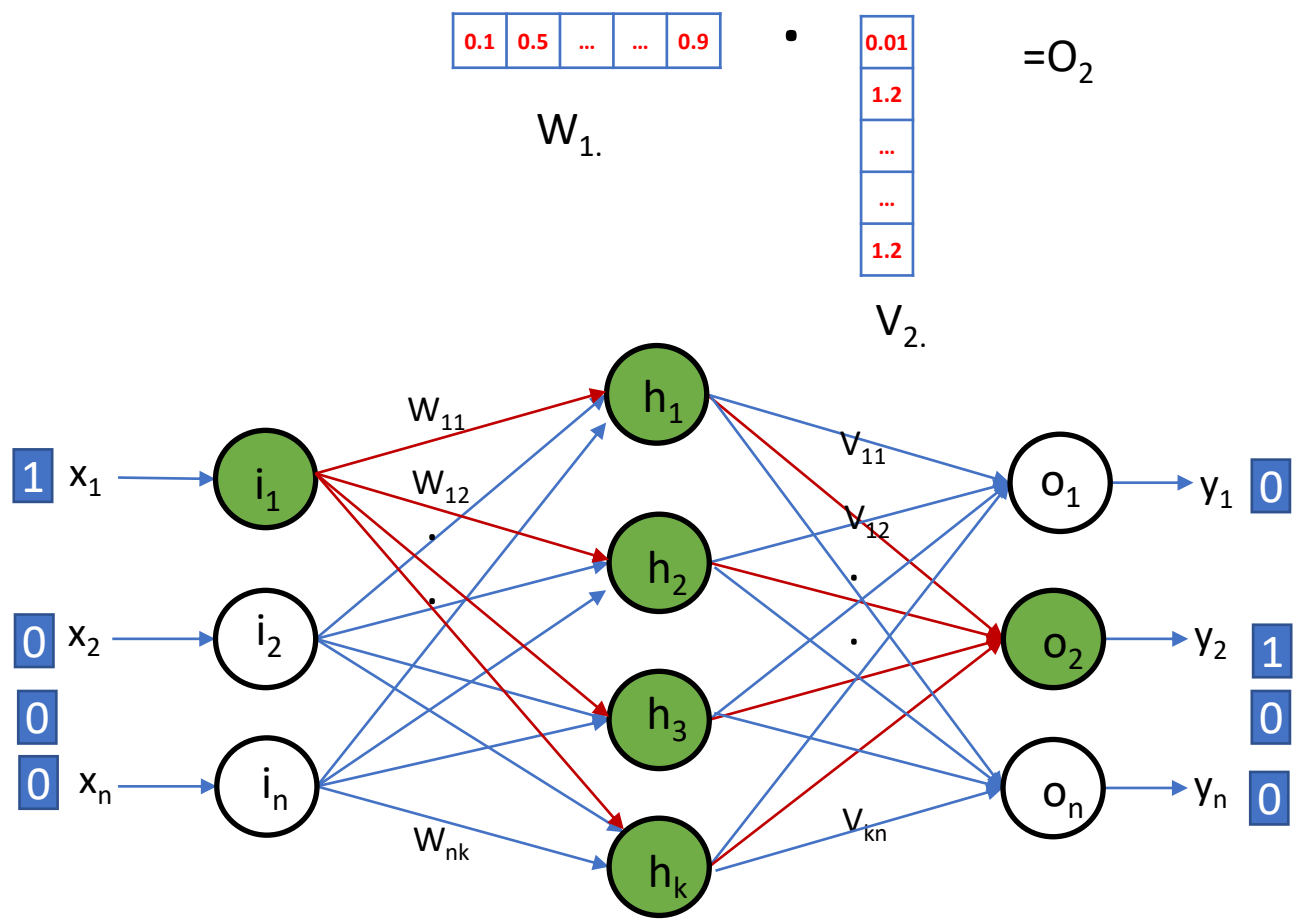 0.1 0.5 ... ... 0.9 . 0.01 =O₂
1.2
W₁.
...
...
1.2
V₂.
h₁
W₁₁
V₁₁
1 x₁ i₁ o₁ y₁ 0
W₁₂
V₁₂
.
h₂
.
.
0 x₂ i₂ o₂ y₂ 1
.
0 h₃ 0
0 xₙ iₙ oₙ yₙ 0
Wₙₖ Vₖₙ
hₖ